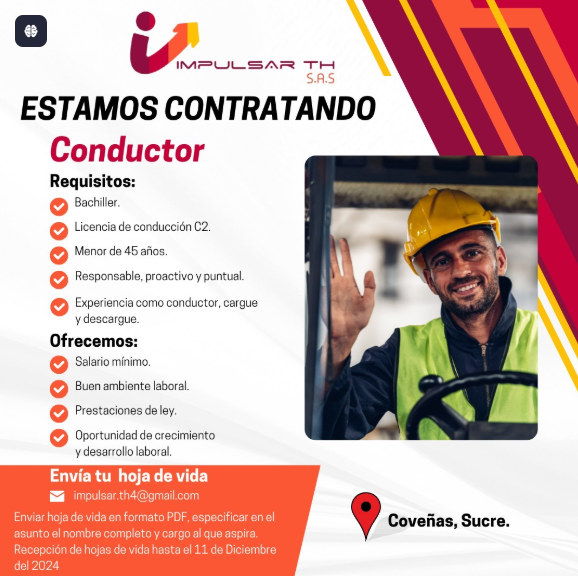 IMPULSAR TH
S.A.S
ESTAMOS CONTRATANDO
Conductor
Requisitos:
Bachiller.
Licencia de conducción C2.
Menor de 45 años.
Responsable, proactivo y puntual.
Experiencia como conductor, cargue
y descargue.
Ofrecemos:
Salario mínimo.
Buen ambiente laboral.
Prestaciones de ley.
Oportunidad de crecimiento
y desarrollo laboral.
Envía tu hoja de vida
impulsar.th4@gmail.com
Enviar hoja de vida en formato PDF, especificar en el
asunto el nombre completo y cargo al que aspira.
Recepción de hojas de vida hasta el 11 de Diciembre
del 2024
Coveñas, Sucre.